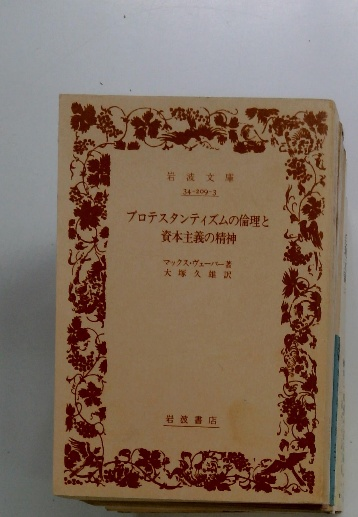 岩波文庫
34-209-3
プロテスタンティズムの倫理と
資本主義の精神
マックス・ヴェーバー著
大塚久雄訳
岩波書店